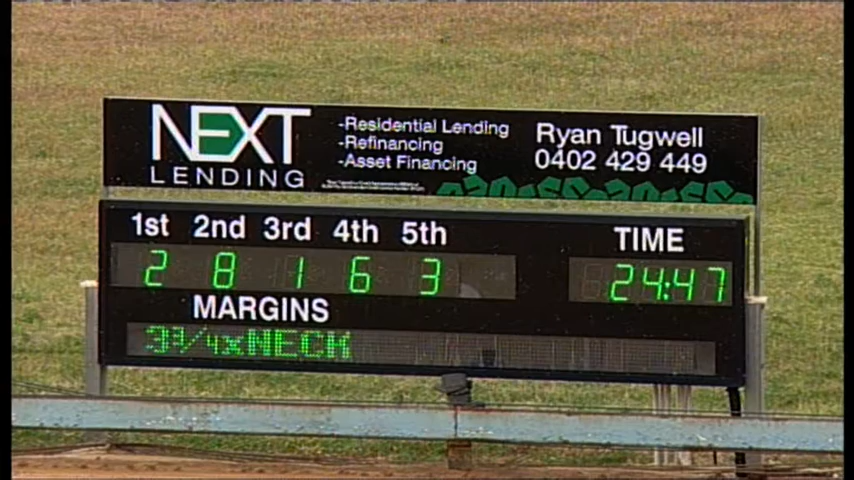 NEXT
LENDING
-Residential Lending
-Refinancing
-Asset Financing
Ryan Tugwell
0402 429 449
1st 2nd 3rd 4th 5th
2 8 1 6 3
TIME
24:47
MARGINS
3¾xNECK